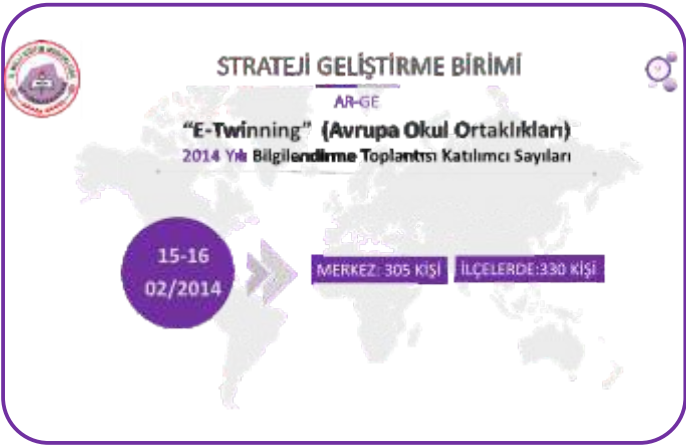 STRATEJİ GELİŞTİRME BİRİMİ
AR-GE
“E-Twinning” (Avrupa Okul Ortaklıkları)
2014 Yılı Bilgilendirme Toplantısı Katılımcı Sayıları
15-16
02/2014
MERKEZ: 305 KİŞİ
İLÇELERDE:330 KİŞİ